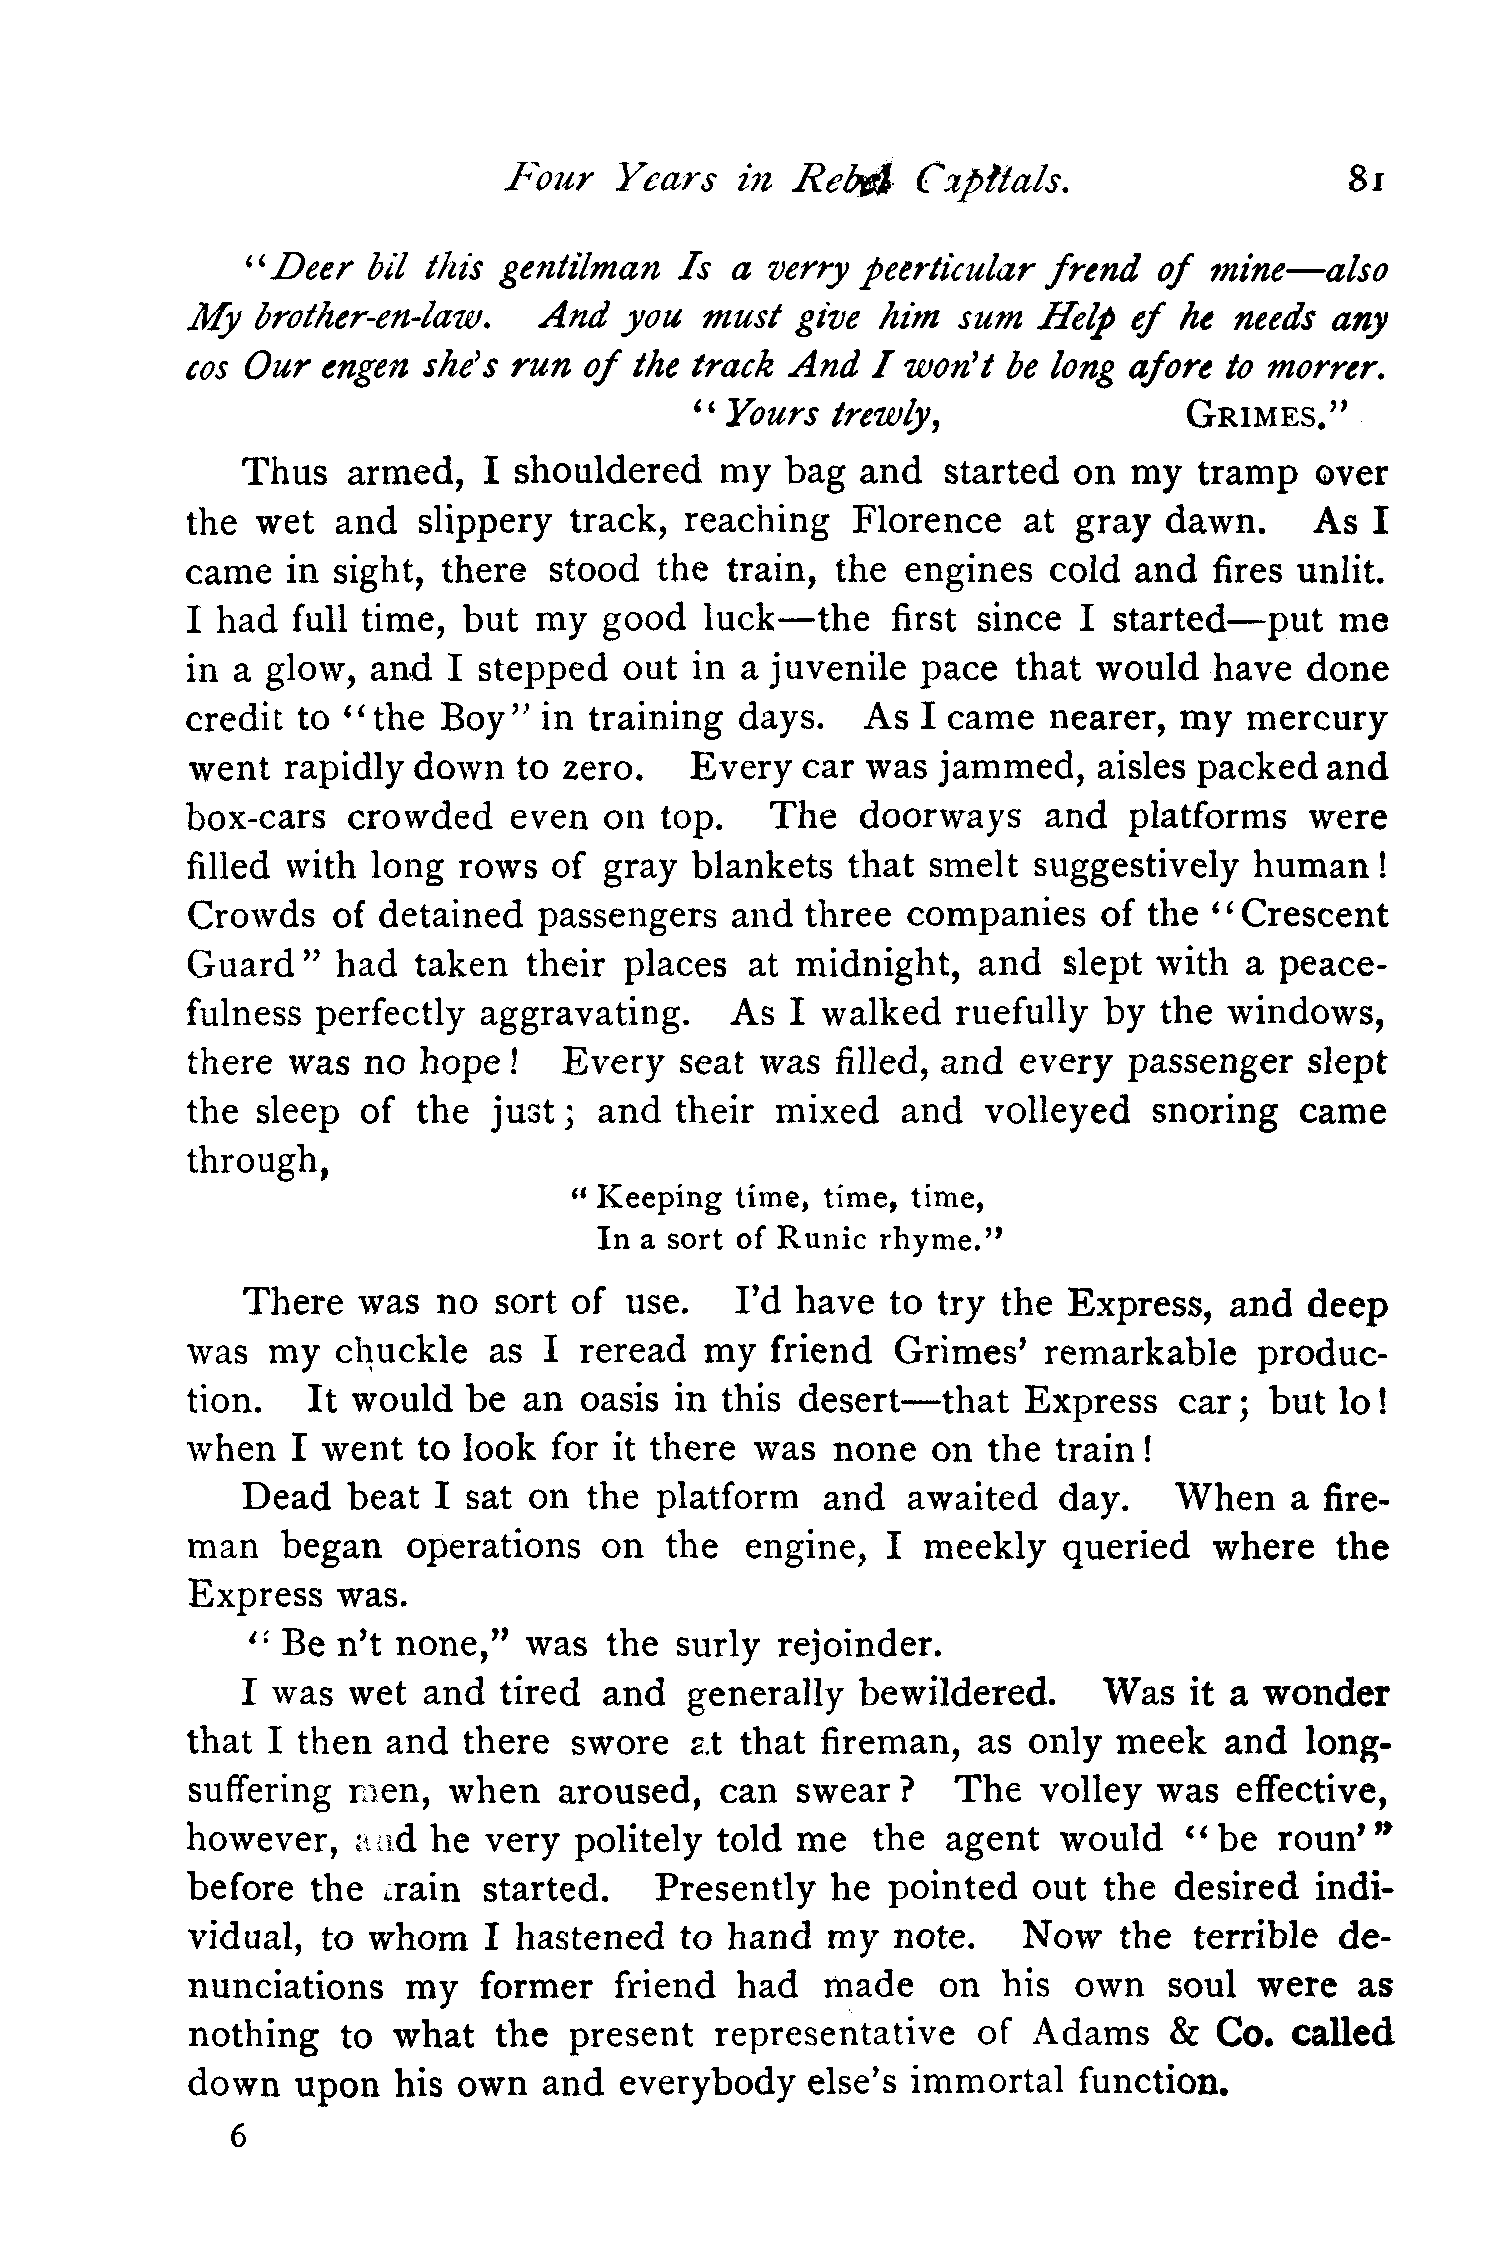 Four Years in Rebel Capitals. 81
"Deer bil this gentilman Is a verry peerticular frend of mine—also
My brother-en-law. And you must give him sum Help ef he needs any
cos Our engen she's run of the track And I won't be long afore to morrer.
"Yours trewly, GRIMES."
Thus armed, I shouldered my bag and started on my tramp over
the wet and slippery track, reaching Florence at gray dawn. As I
came in sight, there stood the train, the engines cold and fires unlit.
I had full time, but my good luck—the first since I started—put me
in a glow, and I stepped out in a juvenile pace that would have done
credit to "the Boy" in training days. As I came nearer, my mercury
went rapidly down to zero. Every car was jammed, aisles packed and
box-cars crowded even on top. The doorways and platforms were
filled with long rows of gray blankets that smelt suggestively human!
Crowds of detained passengers and three companies of the "Crescent
Guard" had taken their places at midnight, and slept with a peace-
fulness perfectly aggravating. As I walked ruefully by the windows,
there was no hope! Every seat was filled, and every passenger slept
the sleep of the just; and their mixed and volleyed snoring came
through,
"Keeping time, time, time,
In a sort of Runic rhyme."
There was no sort of use. I'd have to try the Express, and deep
was my chuckle as I reread my friend Grimes' remarkable produc-
tion. It would be an oasis in this desert—that Express car; but lo!
when I went to look for it there was none on the train!
Dead beat I sat on the platform and awaited day. When a fire-
man began operations on the engine, I meekly queried where the
Express was.
"Be n't none," was the surly rejoinder.
I was wet and tired and generally bewildered. Was it a wonder
that I then and there swore at that fireman, as only meek and long-
suffering men, when aroused, can swear? The volley was effective,
however, and he very politely told me the agent would "be roun'"
before the train started. Presently he pointed out the desired indi-
vidual, to whom I hastened to hand my note. Now the terrible de-
nunciations my former friend had made on his own soul were as
nothing to what the present representative of Adams & Co. called
down upon his own and everybody else's immortal function.
6